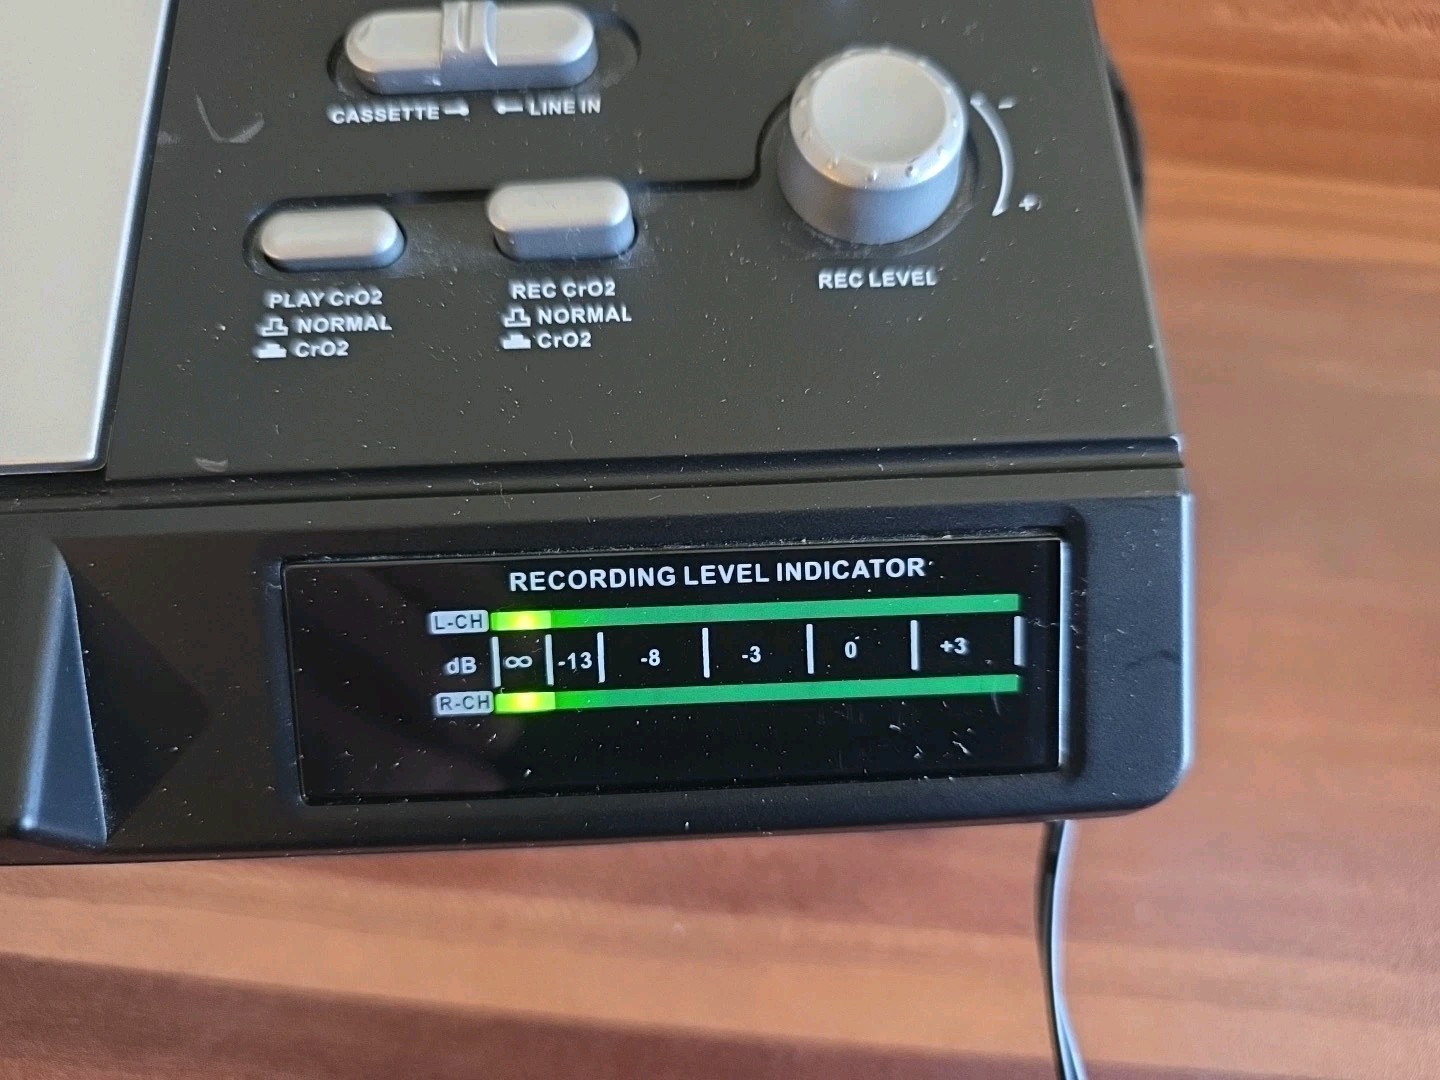 CASSETTE LINE IN
- 
+
PLAY CrO2
NORMAL
CrO2
REC CrO2
NORMAL
CrO2
REC LEVEL
RECORDING LEVEL INDICATOR
L-CH
dB ∞ -13 -8 -3 0 +3
R-CH